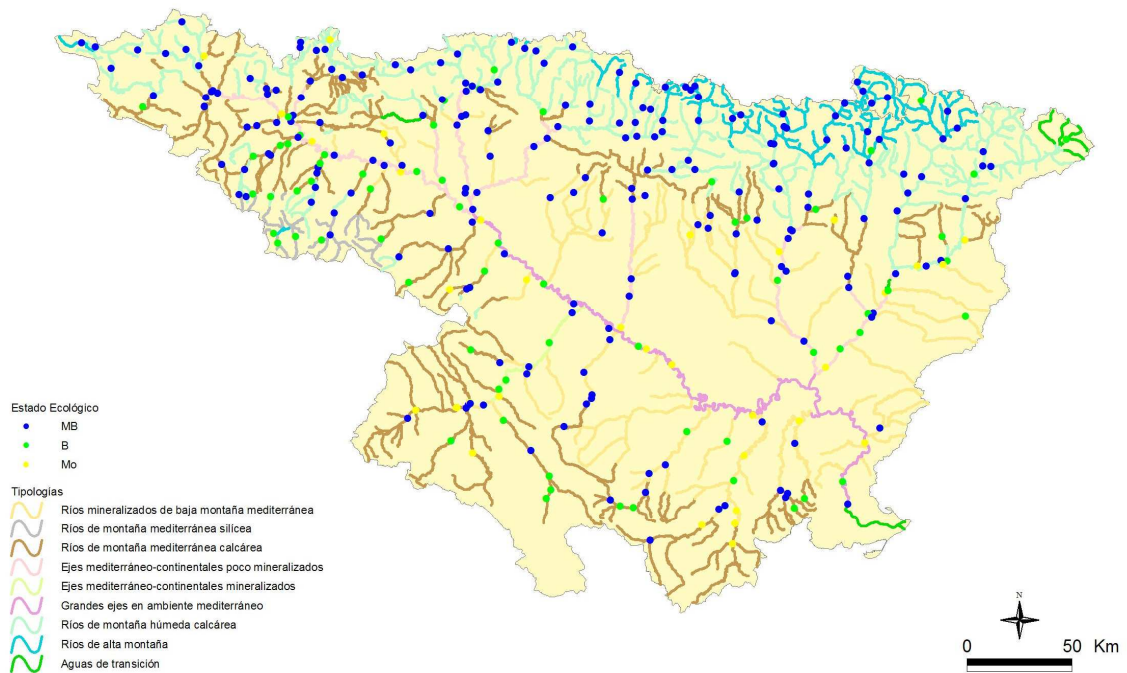 Estado Ecológico
MB
B
Mo
Tipologías
Ríos mineralizados de baja montaña mediterránea
Ríos de montaña mediterránea silícea
Ríos de montaña mediterránea calcárea
Ejes mediterráneo-continentales poco mineralizados
Ejes mediterráneo-continentales mineralizados
Grandes ejes en ambiente mediterráneo
Ríos de montaña húmeda calcárea
Ríos de alta montaña
Aguas de transición
N
0 50 Km